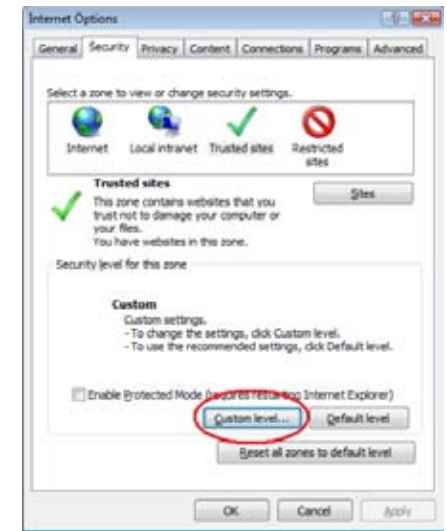 Internet Options
General Security Privacy Content Connections Programs Advanced
Select a zone to view or change security settings.
Internet Local intranet Trusted sites Restricted
sites
Trusted sites
Sites
This zone contains websites that you
trust not to damage your computer or
your files.
You have websites in this zone.
Security level for this zone
Custom
Custom settings.
- To change the settings, click Custom level.
- To use the recommended settings, click Default level.
Enable Protected Mode (requires restarting Internet Explorer)
Custom level... Default level
Reset all zones to default level
OK Cancel Apply